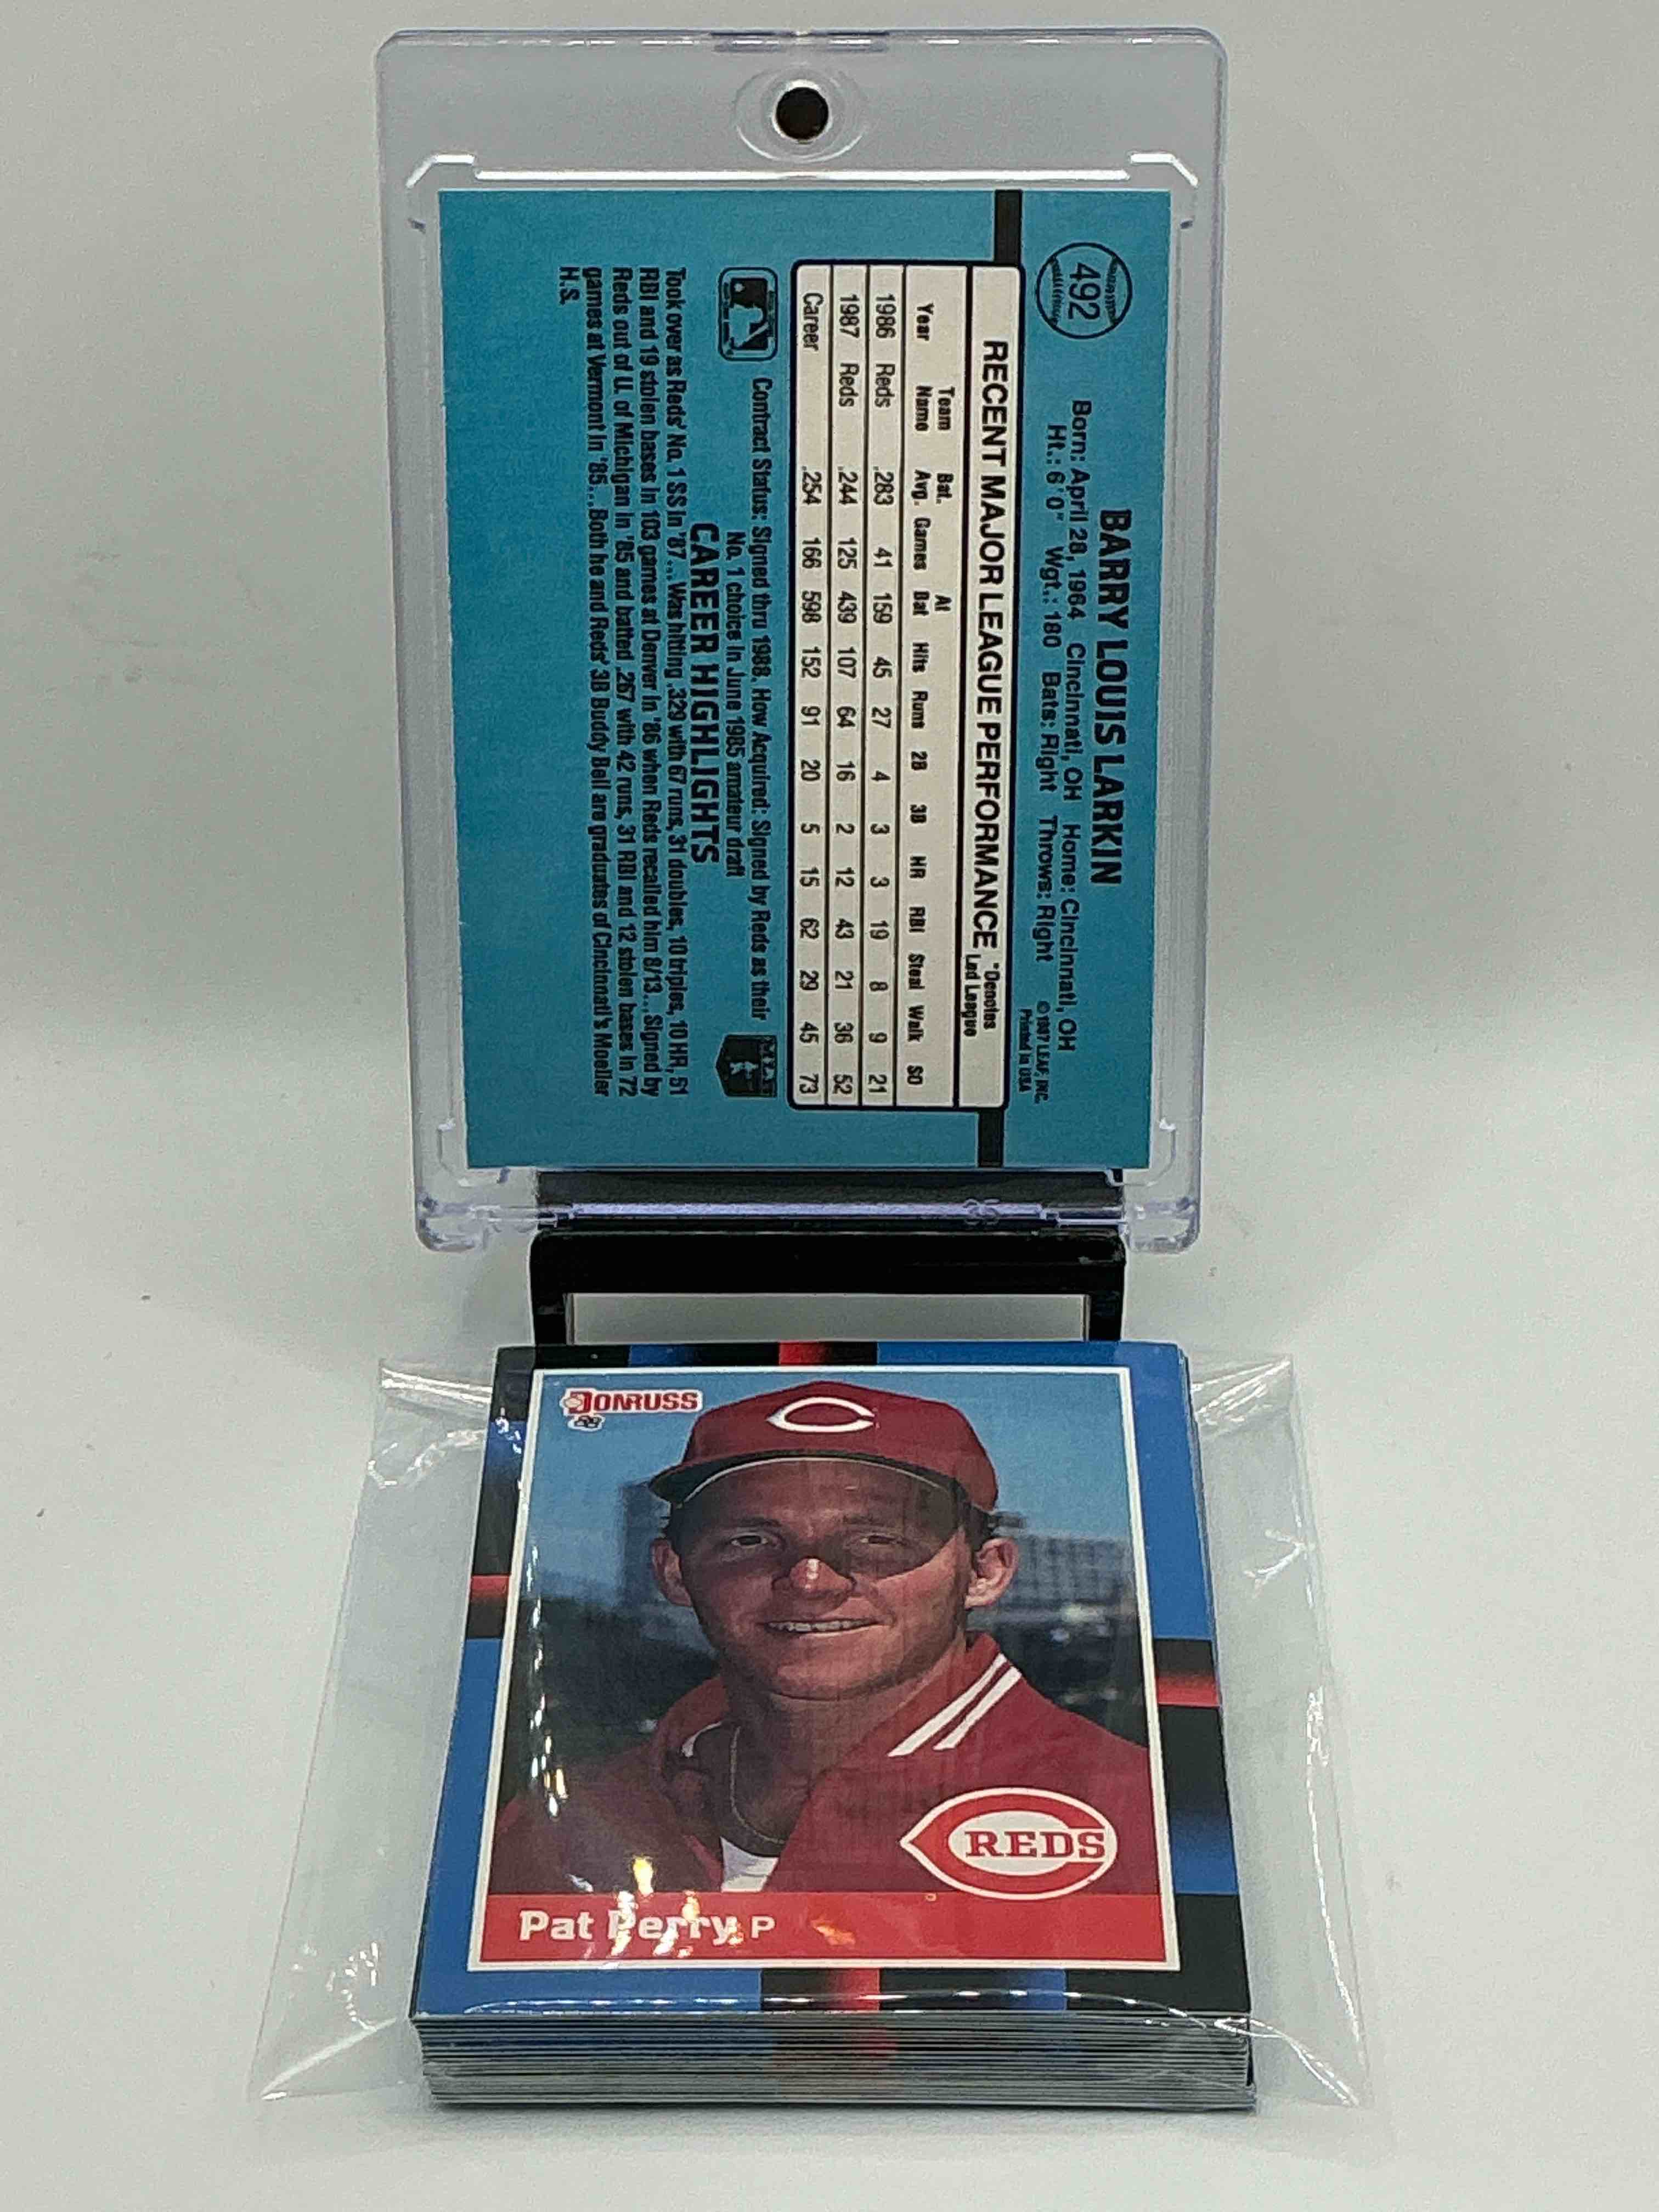 492
BARRY LOUIS LARKIN
Born: April 28, 1964 Cincinnati, OH Home: Cincinnati, OH
Ht.: 6'0" Wgt.: 180 Bats: Right Throws: Right
©1987 LEAF, INC.
Printed in USA
RECENT MAJOR LEAGUE PERFORMANCE *Denotes Led League
Year Team Name Bat. Avg. Games At Bat Hits Runs 2B 3B HR RBI Steal Walk SO
1986 Reds .283 41 159 45 27 4 3 3 19 8 9 21
1987 Reds .244 125 439 107 64 16 2 12 43 21 36 52
Career .254 166 598 152 91 20 5 15 62 29 45 73
Contract Status: Signed thru 1988. How Acquired: Signed by Reds as their
No. 1 choice in June 1985 amateur draft
CAREER HIGHLIGHTS
Took over as Reds' No. 1 SS in '87... Was hitting .329 with 67 runs, 31 doubles, 10 triples, 10 HR, 51
RBI and 19 stolen bases in 103 games at Denver in '86 when Reds recalled him 8/13... Signed by
Reds out of U. of Michigan in '85 and batted .267 with 42 runs, 31 RBI and 12 stolen bases in 72
games at Vermont in '85... Both he and Reds' 3B Buddy Bell are graduates of Cincinnati's Moeller
H.S.
35
DONRUSS
88
REDS
Pat Perry P